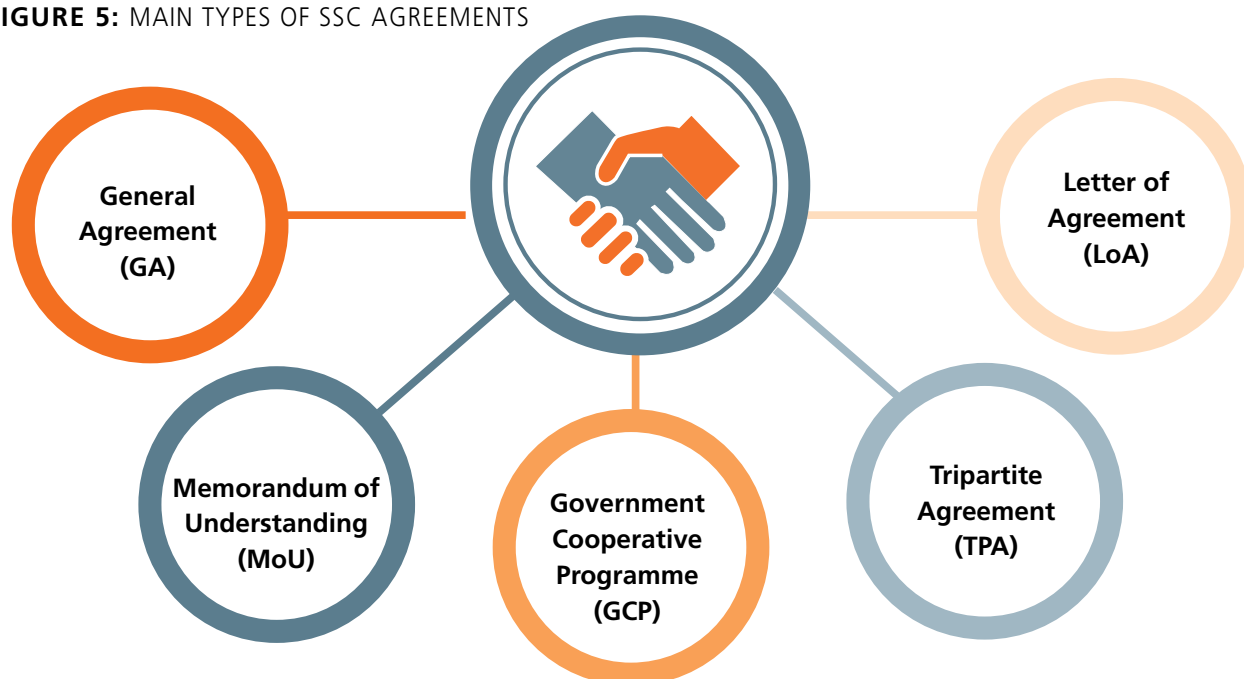 IGURE 5: MAIN TYPES OF SSC AGREEMENTS
General
Agreement
(GA)
Memorandum of
Understanding
(MoU)
Government
Cooperative
Programme
(GCP)
Tripartite
Agreement
(TPA)
Letter of
Agreement
(LoA)